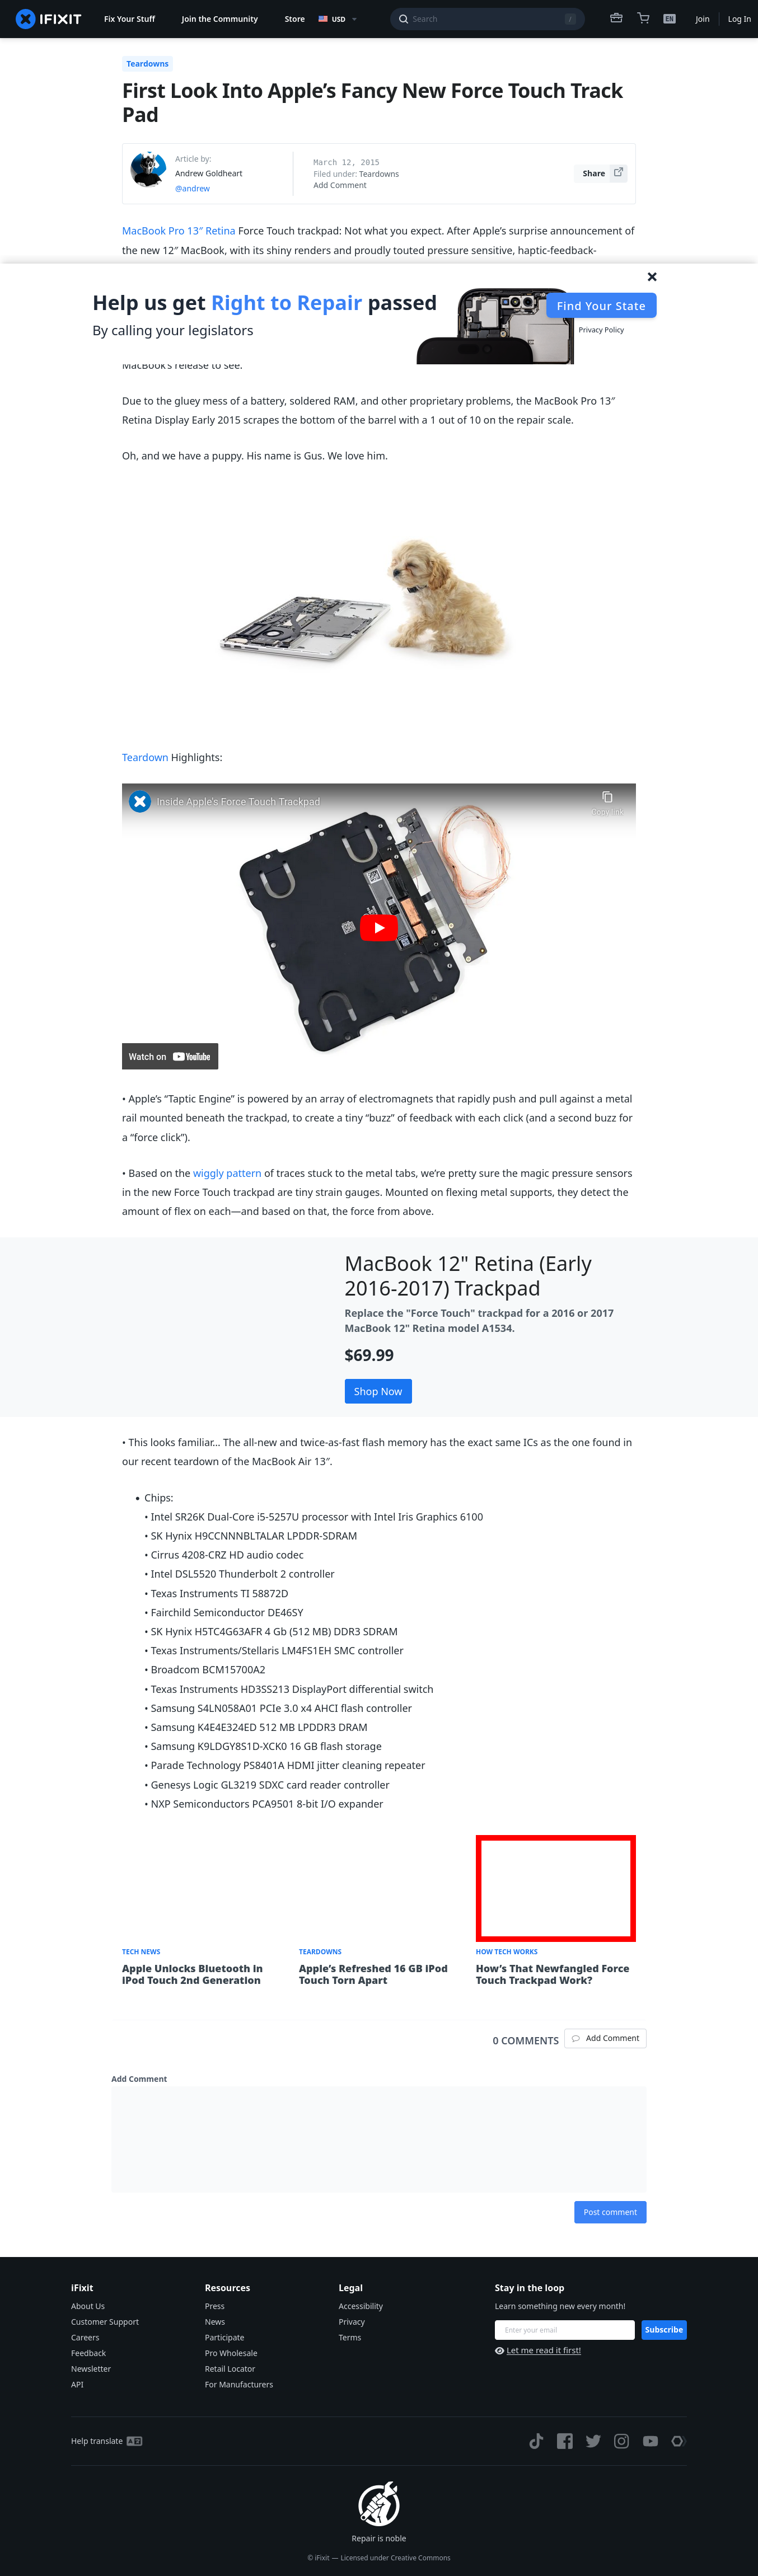 IFIXIT
Fix Your Stuff
Join the Community
Store
USD
Search
/
EN
Join
Log In
Teardowns
First Look Into Apple’s Fancy New Force Touch Track
Pad
Article by:
Andrew Goldheart
@andrew
March 12, 2015
Filed under: Teardowns
Add Comment
Share
MacBook Pro 13″ Retina Force Touch trackpad: Not what you expect. After Apple’s surprise announcement of
the new 12″ MacBook, with its shiny renders and proudly touted pressure sensitive, haptic-feedback-
Help us get Right to Repair passed
By calling your legislators
Find Your State
Privacy Policy
MacBook’s release to see.
Due to the gluey mess of a battery, soldered RAM, and other proprietary problems, the MacBook Pro 13″
Retina Display Early 2015 scrapes the bottom of the barrel with a 1 out of 10 on the repair scale.
Oh, and we have a puppy. His name is Gus. We love him.
Teardown Highlights:
Inside Apple's Force Touch Trackpad
Copy link
Watch on YouTube
• Apple’s “Taptic Engine” is powered by an array of electromagnets that rapidly push and pull against a metal
rail mounted beneath the trackpad, to create a tiny “buzz” of feedback with each click (and a second buzz for
a “force click”).
• Based on the wiggly pattern of traces stuck to the metal tabs, we’re pretty sure the magic pressure sensors
in the new Force Touch trackpad are tiny strain gauges. Mounted on flexing metal supports, they detect the
amount of flex on each—and based on that, the force from above.
MacBook 12" Retina (Early
2016-2017) Trackpad
Replace the "Force Touch" trackpad for a 2016 or 2017
MacBook 12" Retina model A1534.
$69.99
Shop Now
• This looks familiar… The all-new and twice-as-fast flash memory has the exact same ICs as the one found in
our recent teardown of the MacBook Air 13″.
• Chips:
• Intel SR26K Dual-Core i5-5257U processor with Intel Iris Graphics 6100
• SK Hynix H9CCNNNBLTALAR LPDDR-SDRAM
• Cirrus 4208-CRZ HD audio codec
• Intel DSL5520 Thunderbolt 2 controller
• Texas Instruments TI 58872D
• Fairchild Semiconductor DE46SY
• SK Hynix H5TC4G63AFR 4 Gb (512 MB) DDR3 SDRAM
• Texas Instruments/Stellaris LM4FS1EH SMC controller
• Broadcom BCM15700A2
• Texas Instruments HD3SS213 DisplayPort differential switch
• Samsung S4LN058A01 PCIe 3.0 x4 AHCI flash controller
• Samsung K4E4E324ED 512 MB LPDDR3 DRAM
• Samsung K9LDGY8S1D-XCK0 16 GB flash storage
• Parade Technology PS8401A HDMI jitter cleaning repeater
• Genesys Logic GL3219 SDXC card reader controller
• NXP Semiconductors PCA9501 8-bit I/O expander
TECH NEWS
Apple Unlocks Bluetooth in
iPod Touch 2nd Generation
TEARDOWNS
Apple’s Refreshed 16 GB iPod
Touch Torn Apart
HOW TECH WORKS
How’s That Newfangled Force
Touch Trackpad Work?
0 COMMENTS
Add Comment
Add Comment
Post comment
iFixit
About Us
Customer Support
Careers
Feedback
Newsletter
API
Resources
Press
News
Participate
Pro Wholesale
Retail Locator
For Manufacturers
Legal
Accessibility
Privacy
Terms
Stay in the loop
Learn something new every month!
Enter your email
Subscribe
Let me read it first!
Help translate
Repair is noble
© iFixit — Licensed under Creative Commons